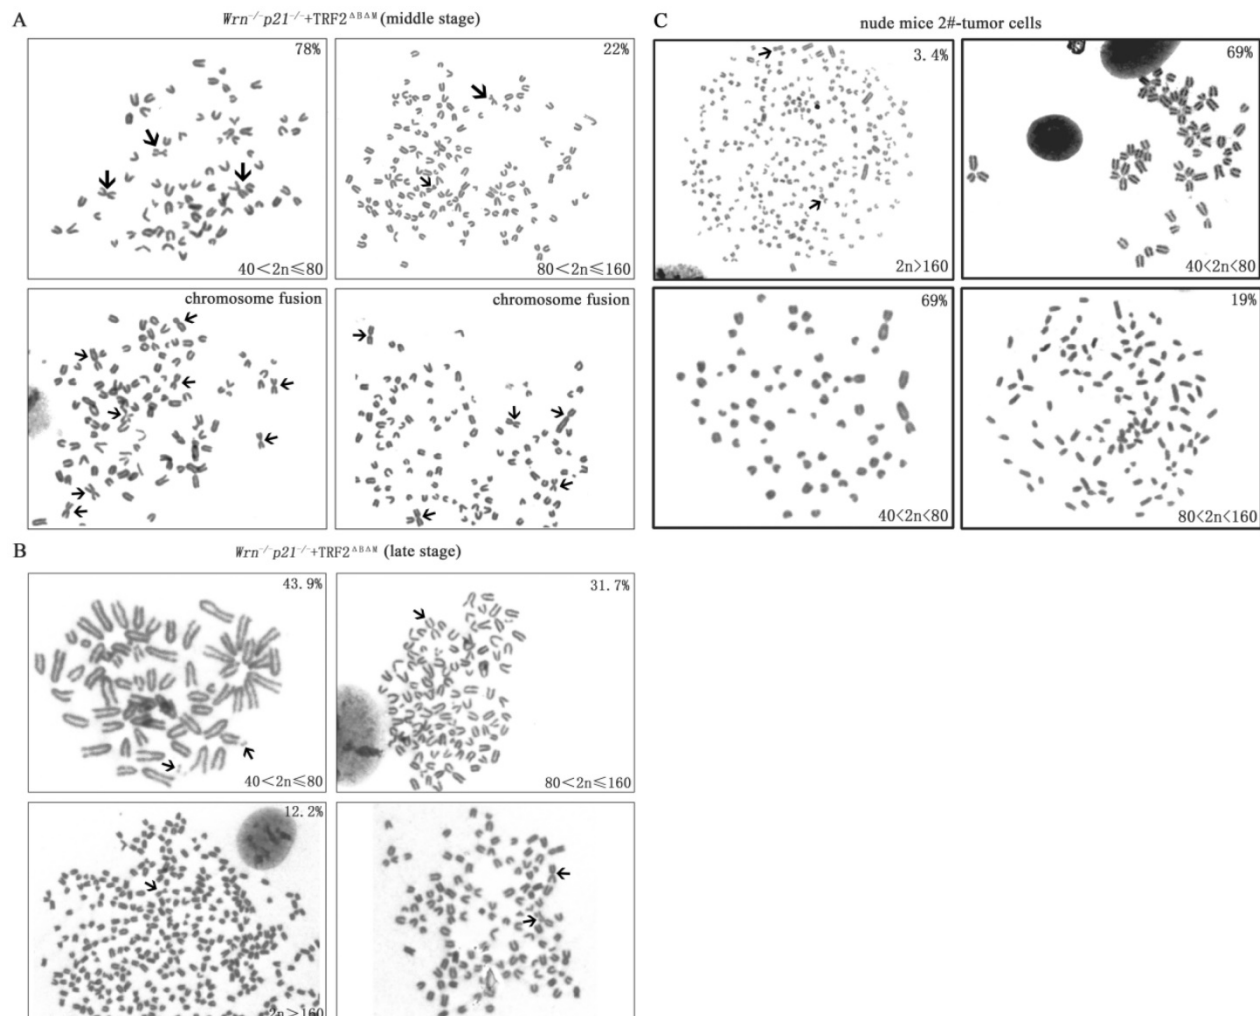 A
Wrn⁻/⁻p21⁻/⁻+TRF2ΔBΔM (middle stage)
78%
40<2n≤80
22%
80<2n≤160
chromosome fusion
chromosome fusion
B
Wrn⁻/⁻p21⁻/⁻+TRF2ΔBΔM (late stage)
43.9%
40<2n≤80
31.7%
80<2n≤160
12.2%
2n>160
C
nude mice 2#-tumor cells
3.4%
2n>160
69%
40<2n<80
69%
40<2n<80
19%
80<2n<160